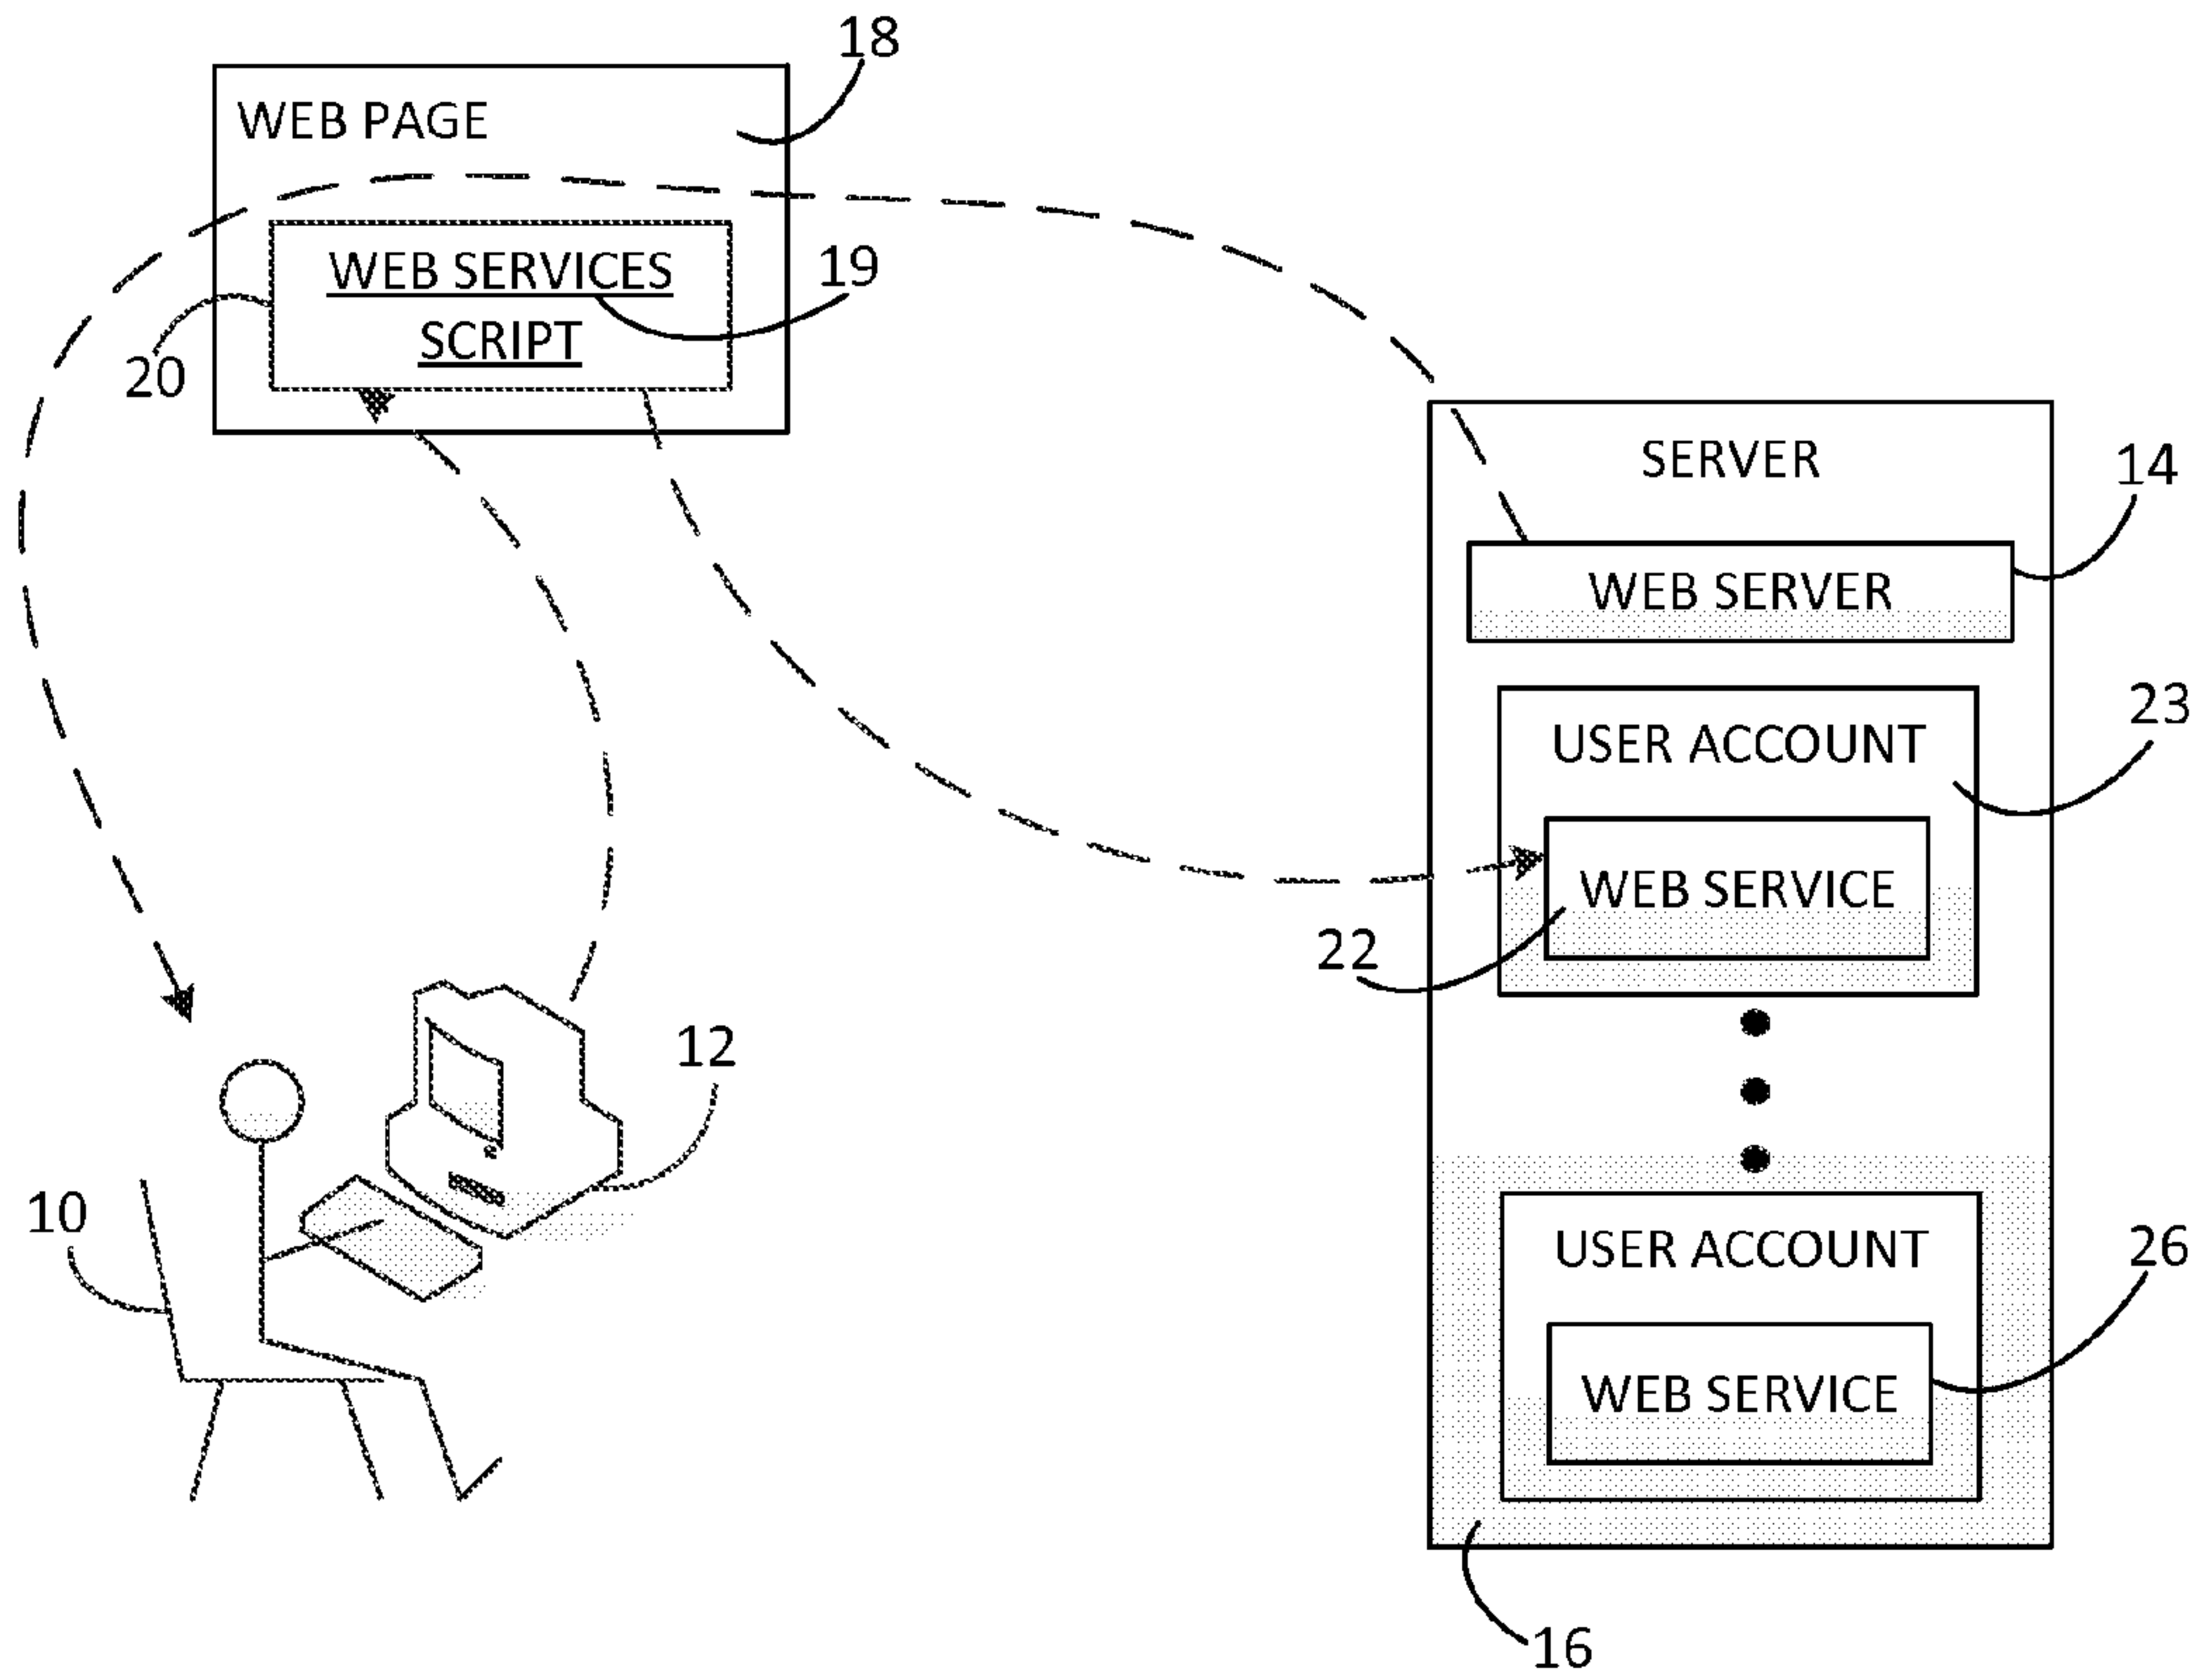 18
WEB PAGE
WEB SERVICES
19
SCRIPT
20
SERVER
14
WEB SERVER
23
USER ACCOUNT
WEB SERVICE
22
12
10
USER ACCOUNT
26
WEB SERVICE
16